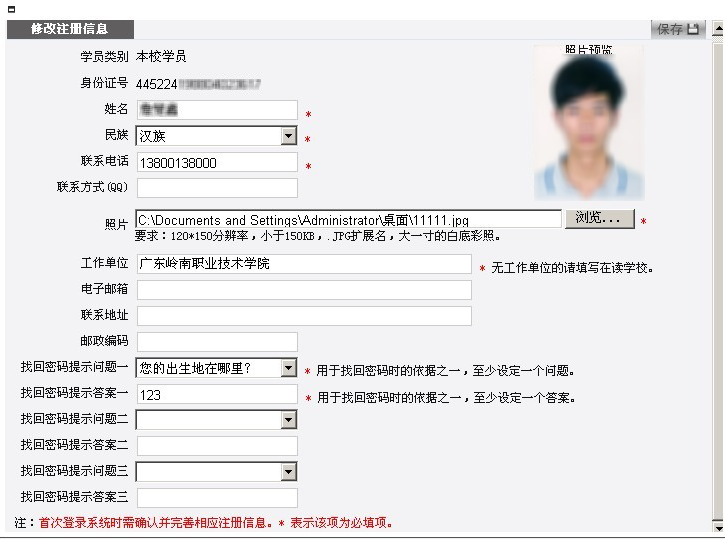 修改注册信息
保存
照片预览
学员类别 本校学员
身份证号 445224
姓名 *
民族 汉族 *
联系电话 13800138000 *
联系方式(QQ)
照片 C:\Documents and Settings\Administrator\桌面\11111.jpg 浏览... *
要求：120*150分辨率，小于150KB，.JPG扩展名，大一寸的白底彩照。
工作单位 广东岭南职业技术学院 * 无工作单位的请填写在读学校。
电子邮箱
联系地址
邮政编码
找回密码提示问题一 您的出生地在哪里? * 用于找回密码时的依据之一，至少设定一个问题。
找回密码提示答案一 123 * 用于找回密码时的依据之一，至少设定一个答案。
找回密码提示问题二
找回密码提示答案二
找回密码提示问题三
找回密码提示答案三
注：首次登录系统时需确认并完善相应注册信息。* 表示该项为必填项。